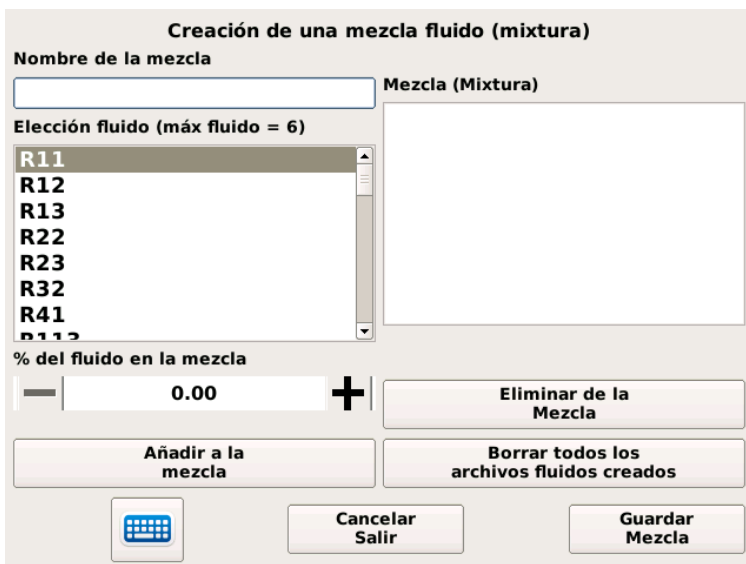 Creación de una mezcla fluido (mixtura)
Nombre de la mezcla
Mezcla (Mixtura)
Elección fluido (máx fluido = 6)
R11
R12
R13
R22
R23
R32
R41
R113
% del fluido en la mezcla
0.00
Eliminar de la
Mezcla
Añadir a la
mezcla
Borrar todos los
archivos fluidos creados
Cancelar
Salir
Guardar
Mezcla